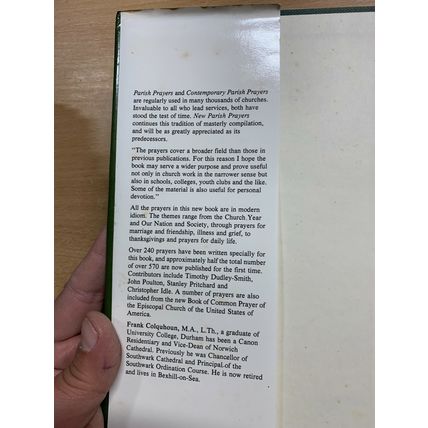 Parish Prayers and Contemporary Parish Prayers
are regularly used in many thousands of churches.
Invaluable to all who lead services, both have
stood the test of time. New Parish Prayers
continues this tradition of masterly compilation,
and will be as greatly appreciated as its
predecessors.
"The prayers cover a broader field than those in
previous publications. For this reason I hope the
book may serve a wider purpose and prove useful
not only in church work in the narrower sense but
also in schools, colleges, youth clubs and the like.
Some of the material is also useful for personal
devotion."
All the prayers in this new book are in modern
idiom. The themes range from the Church Year
and Our Nation and Society, through prayers for
marriage and friendship, illness and grief, to
thanksgivings and prayers for daily life.
Over 240 prayers have been written specially for
this book, and approximately half the total number
of over 570 are now published for the first time.
Contributors include Timothy Dudley-Smith,
John Poulton, Stanley Pritchard and
Christopher Idle. A number of prayers are also
included from the new Book of Common Prayer of
the Episcopal Church of the United States of
America.
Frank Colquhoun, M.A., L.Th., a graduate of
University College, Durham has been a Canon
Residentiary and Vice-Dean of Norwich
Cathedral. Previously he was Chancellor of
Southwark Cathedral and Principal of the
Southwark Ordination Course. He is now retired
and lives in Bexhill-on-Sea.